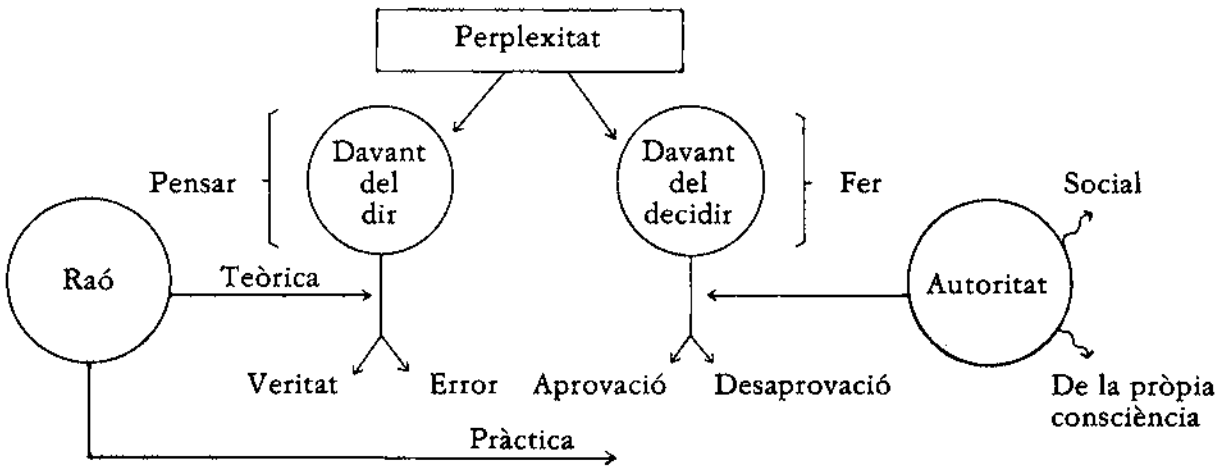 Perplexitat
Davant
del
dir
Davant
del
decidir
Pensar
Fer
Social
Raó
Teòrica
Autoritat
Veritat
Error
Aprovació
Desaprovació
De la pròpia
consciència
Pràctica